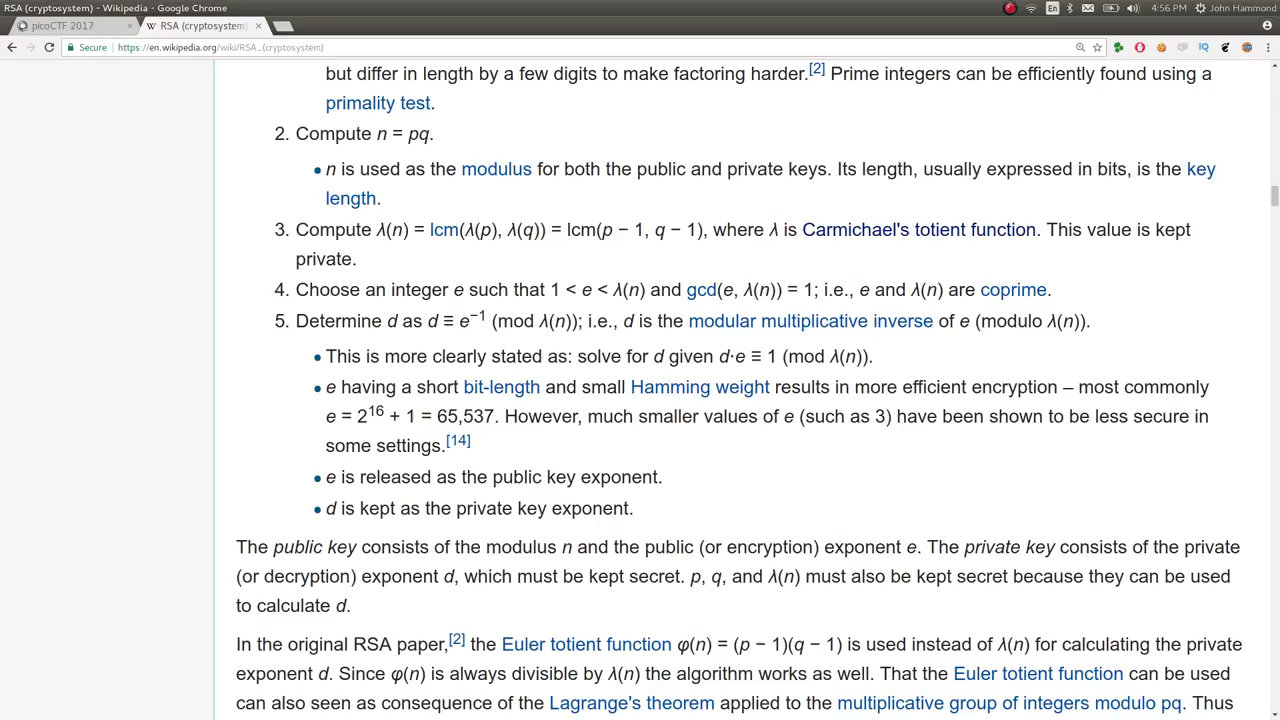 RSA (cryptosystem) - Wikipedia - Google Chrome
En
4:56 PM
John Hammond
picoCTF 2017 ×
W RSA (cryptosystem) ×
Secure https://en.wikipedia.org/wiki/RSA_(cryptosystem)
IQ
but differ in length by a few digits to make factoring harder.[2] Prime integers can be efficiently found using a
primality test.
2. Compute n = pq.
• n is used as the modulus for both the public and private keys. Its length, usually expressed in bits, is the key
length.
3. Compute λ(n) = lcm(λ(p), λ(q)) = lcm(p − 1, q − 1), where λ is Carmichael's totient function. This value is kept
private.
4. Choose an integer e such that 1 < e < λ(n) and gcd(e, λ(n)) = 1; i.e., e and λ(n) are coprime.
5. Determine d as d ≡ e−1 (mod λ(n)); i.e., d is the modular multiplicative inverse of e (modulo λ(n)).
• This is more clearly stated as: solve for d given d⋅e ≡ 1 (mod λ(n)).
• e having a short bit-length and small Hamming weight results in more efficient encryption – most commonly
e = 2^16 + 1 = 65,537. However, much smaller values of e (such as 3) have been shown to be less secure in
some settings.[14]
• e is released as the public key exponent.
• d is kept as the private key exponent.
The public key consists of the modulus n and the public (or encryption) exponent e. The private key consists of the private
(or decryption) exponent d, which must be kept secret. p, q, and λ(n) must also be kept secret because they can be used
to calculate d.
In the original RSA paper,[2] the Euler totient function φ(n) = (p − 1)(q − 1) is used instead of λ(n) for calculating the private
exponent d. Since φ(n) is always divisible by λ(n) the algorithm works as well. That the Euler totient function can be used
can also be seen as consequence of the Lagrange's theorem applied to the multiplicative group of integers modulo pq. Thus